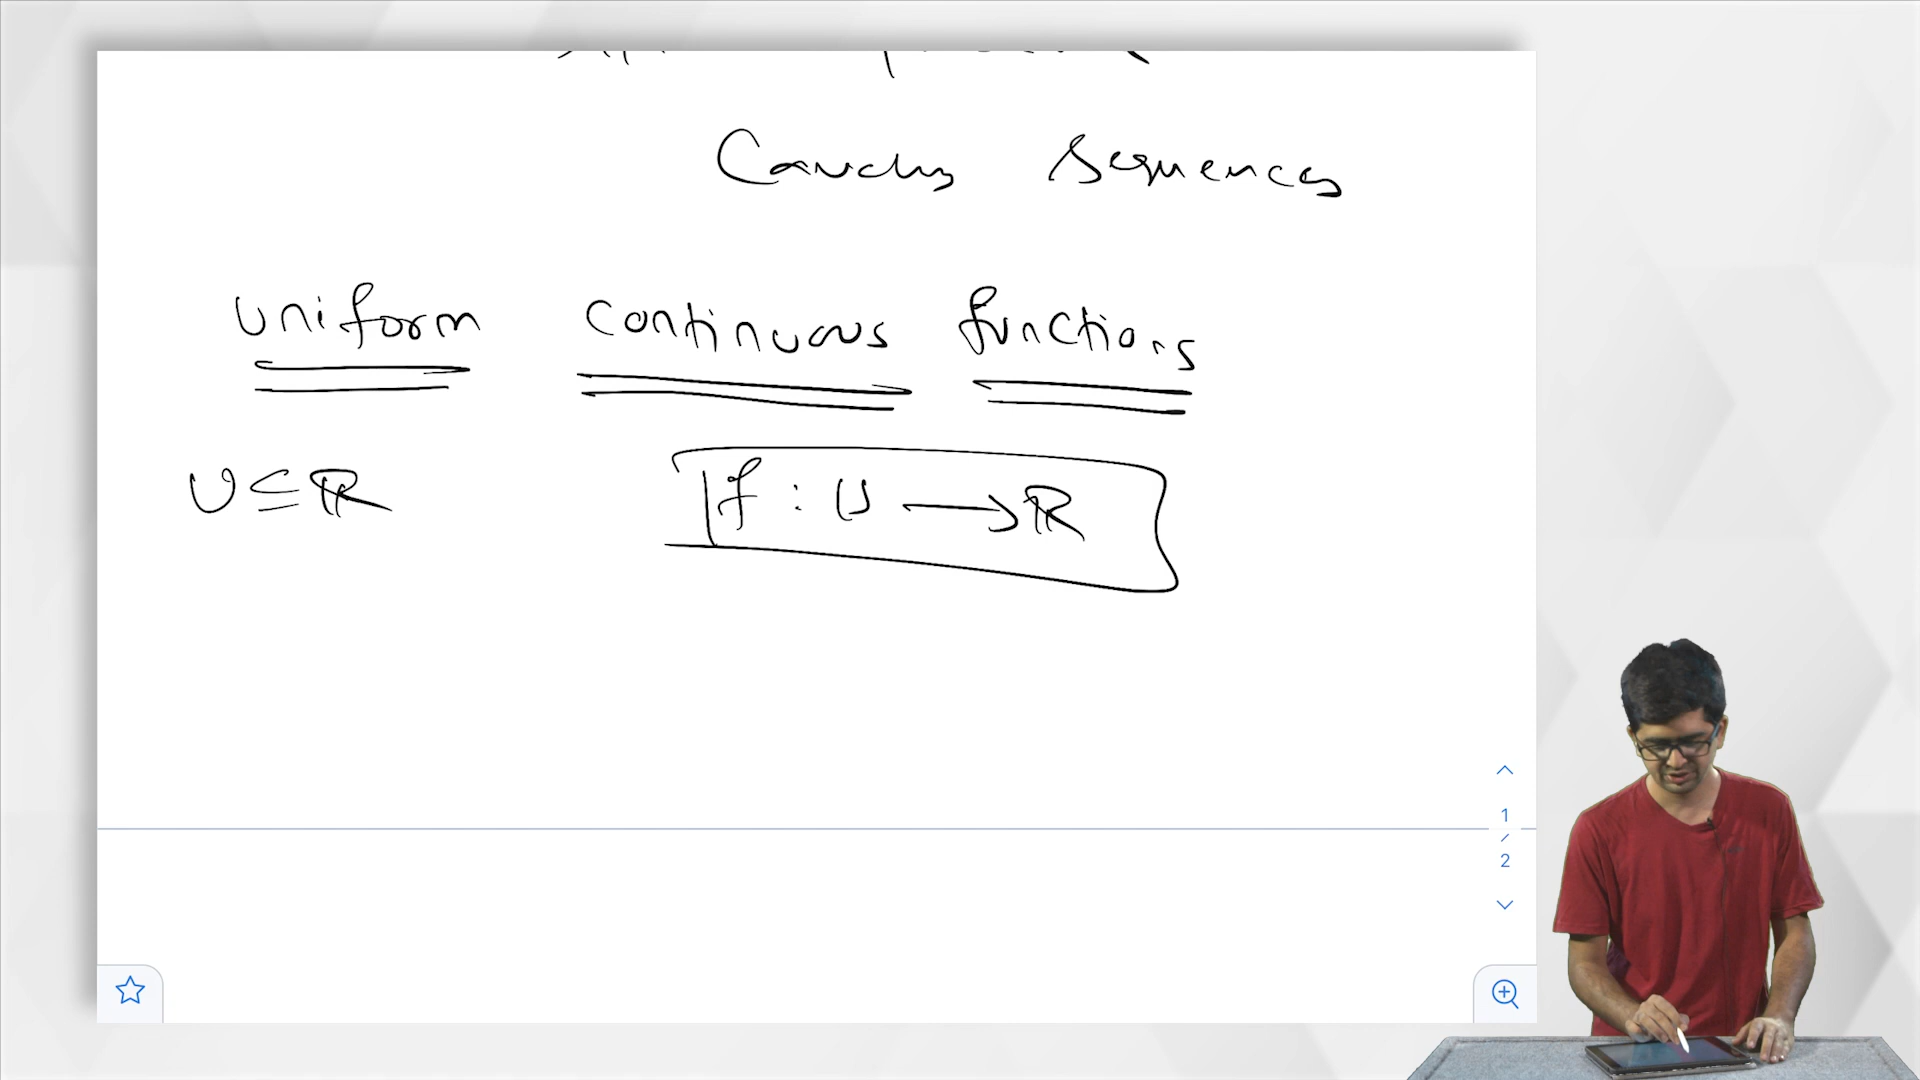 Cauchy Sequences
uniform continuous functions
U ⊆ ℝ f : U ⟶ ℝ
1
/
2